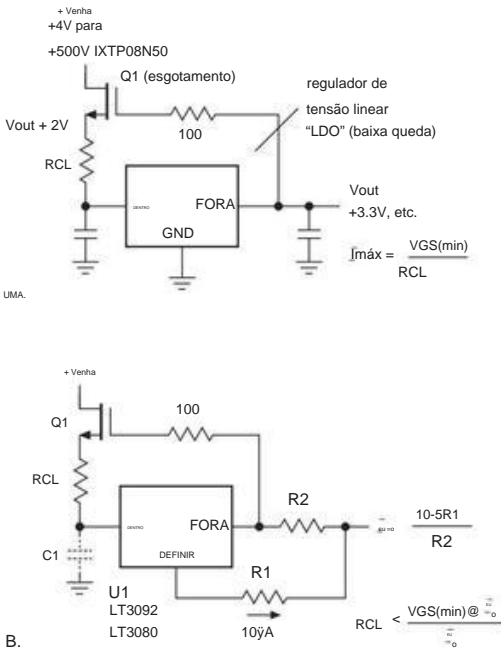 + Venha
+4V para
+500V IXTP08N50
Q1 (esgotamento)
regulador de
tensão linear
“LDO” (baixa queda)
100
Vout + 2V
RCL
DENTRO
FORA
GND
Vout
+3.3V, etc.
Imáx = VGS(min)
RCL
UMA.
+ Venha
Q1
100
RCL
DENTRO
FORA
R2
10-5R1
R2
C1
DEFINIR
R1
U1
LT3092
LT3080
10ÿA
RCL < VGS(min)@
B.